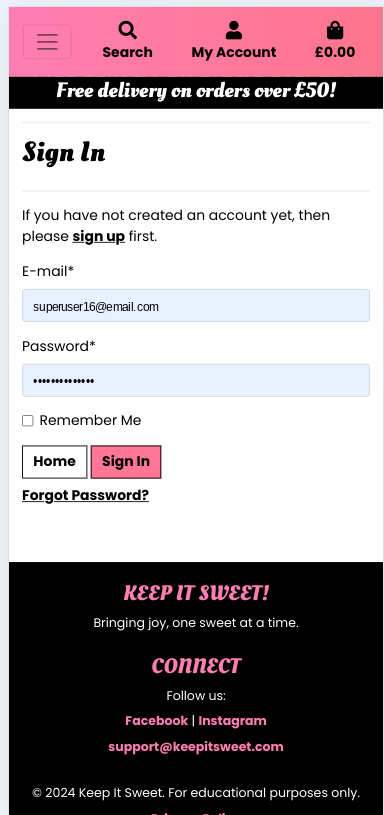 Search
My Account
£0.00
Free delivery on orders over £50!
Sign In
If you have not created an account yet, then
please sign up first.
E-mail*
superuser16@email.com
Password*
••••••••••••••
Remember Me
Home
Sign In
Forgot Password?
KEEP IT SWEET!
Bringing joy, one sweet at a time.
CONNECT
Follow us:
Facebook | Instagram
support@keepitsweet.com
© 2024 Keep It Sweet. For educational purposes only.